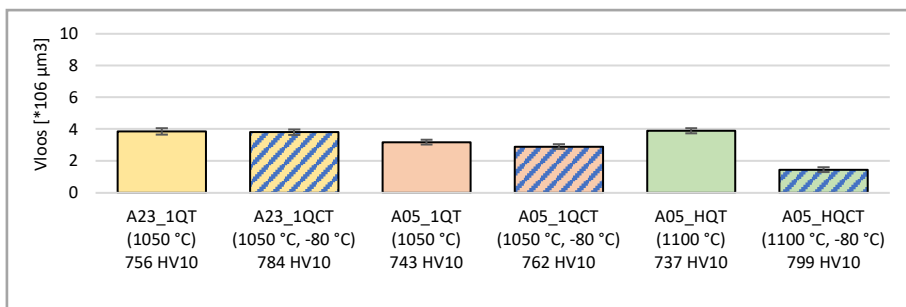 10
8
6
4
2
0
Vloos [*106 µm3]
A23_1QT A23_1QCT A05_1QT A05_1QCT A05_HQT A05_HQCT
(1050 °C) (1050 °C, -80 °C) (1050 °C) (1050 °C, -80 °C) (1100 °C) (1100 °C, -80 °C)
756 HV10 784 HV10 743 HV10 762 HV10 737 HV10 799 HV10